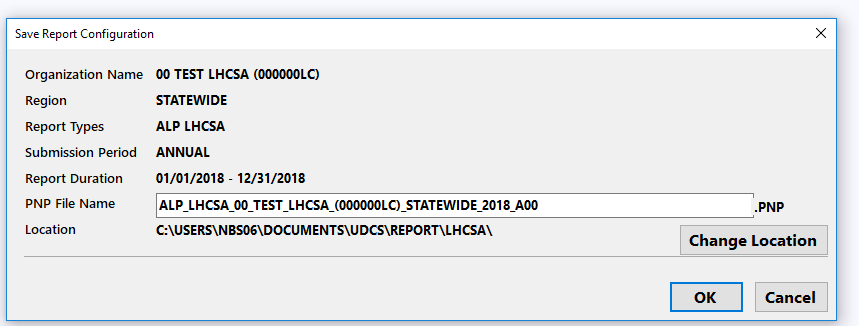 Save Report Configuration
Organization Name 00 TEST LHCSA (000000LC)
Region STATEWIDE
Report Types ALP LHCSA
Submission Period ANNUAL
Report Duration 01/01/2018 - 12/31/2018
PNP File Name ALP_LHCSA_00_TEST_LHCSA_(000000LC)_STATEWIDE_2018_A00 .PNP
Location C:\USERS\NBS06\DOCUMENTS\UDCS\REPORT\LHCSA\
Change Location
OK Cancel